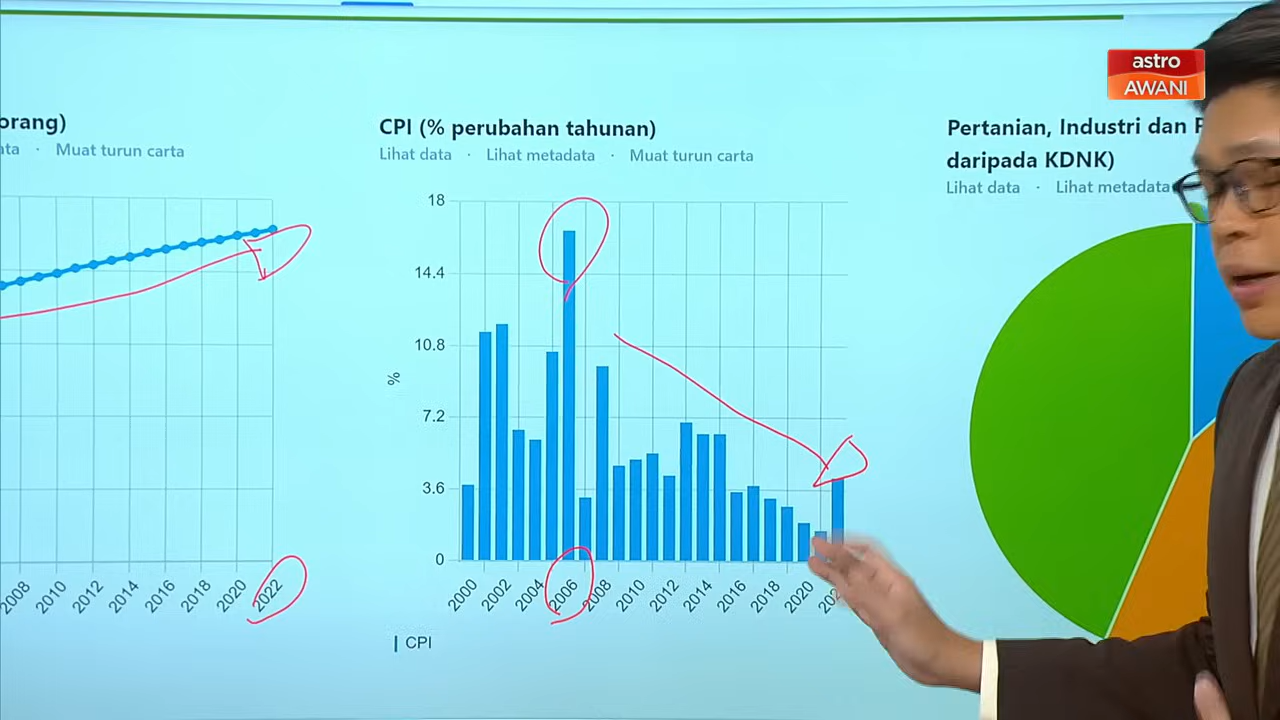 astro
AWANI
orang)
Muat turun carta
2008
2010
2012
2014
2016
2018
2020
2022
CPI (% perubahan tahunan)
Lihat data · Lihat metadata · Muat turun carta
18
14.4
10.8
7.2
3.6
0
%
2000
2002
2004
2006
2008
2010
2012
2014
2016
2018
2020
CPI
Pertanian, Industri dan
daripada KDNK)
Lihat data · Lihat metadata